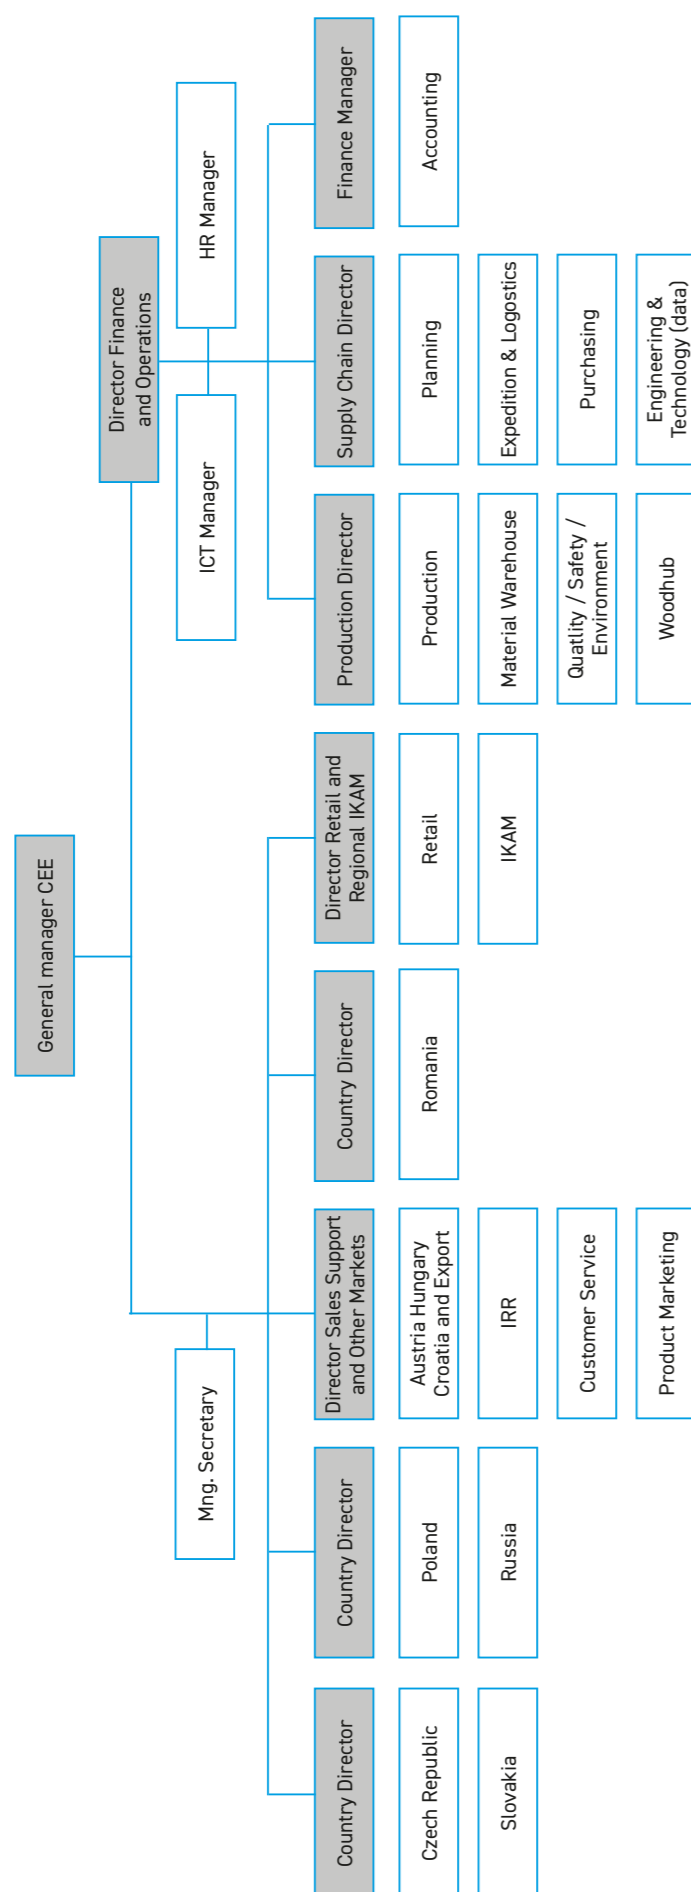 General manager CEE
Mng. Secretary
Director Finance
and Operations
ICT Manager
HR Manager
Country Director
Czech Republic
Slovakia
Country Director
Poland
Russia
Director Sales Support
and Other Markets
Austria Hungary
Croatia and Export
IRR
Customer Service
Product Marketing
Country Director
Romania
Director Retail and
Regional IKAM
Retail
IKAM
Production Director
Production
Material Warehouse
Quatlity / Safety /
Environment
Woodhub
Supply Chain Director
Planning
Expedition & Logostics
Purchasing
Engineering &
Technology (data)
Finance Manager
Accounting